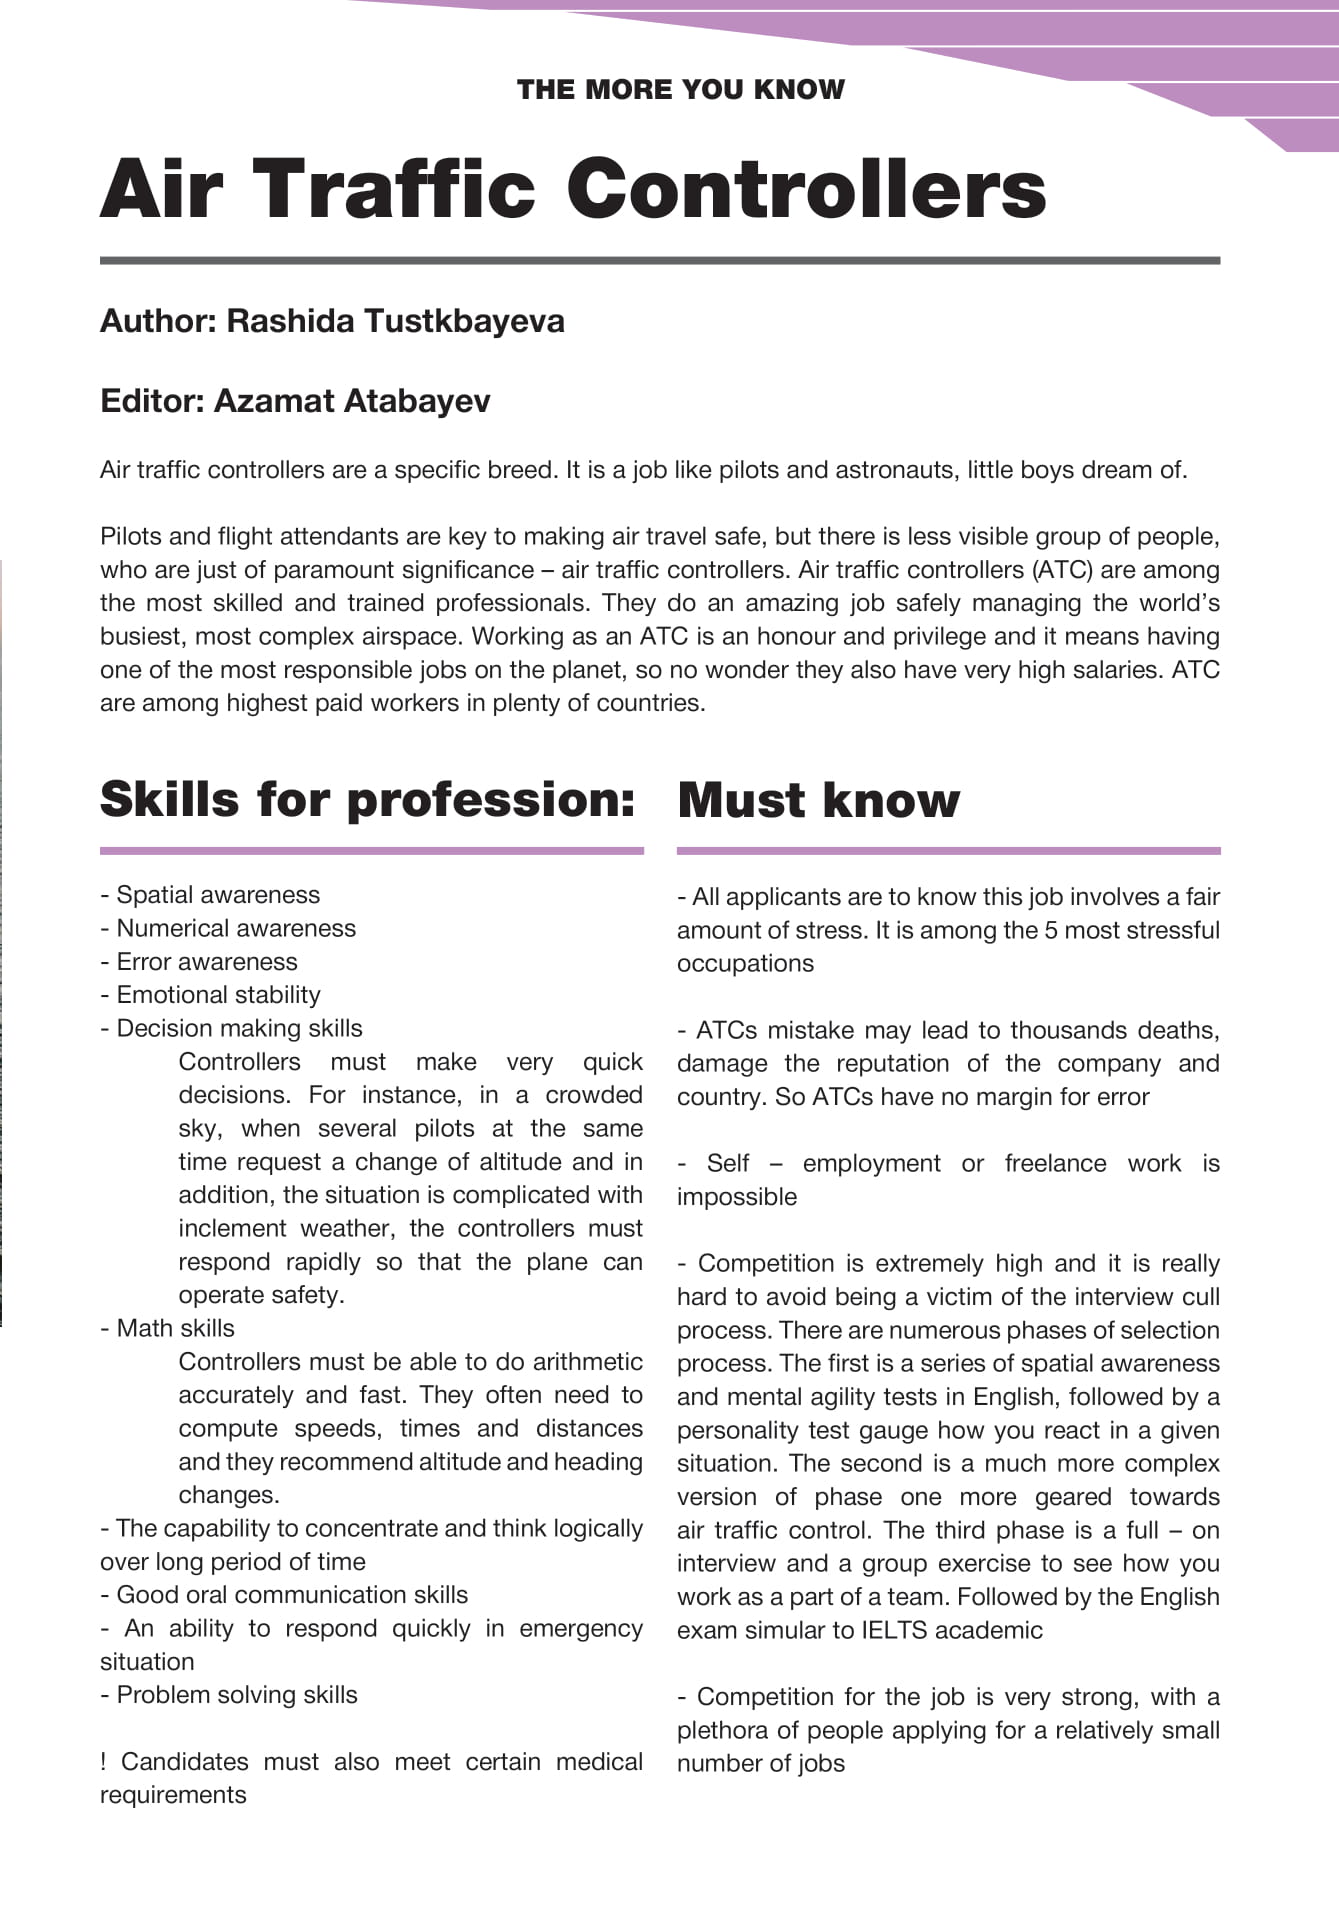 THE MORE YOU KNOW
Air Traffic Controllers
Author: Rashida Tustkbayeva
Editor: Azamat Atabayev
Air traffic controllers are a specific breed. It is a job like pilots and astronauts, little boys dream of.
Pilots and flight attendants are key to making air travel safe, but there is less visible group of people,
who are just of paramount significance – air traffic controllers. Air traffic controllers (ATC) are among
the most skilled and trained professionals. They do an amazing job safely managing the world’s
busiest, most complex airspace. Working as an ATC is an honour and privilege and it means having
one of the most responsible jobs on the planet, so no wonder they also have very high salaries. ATC
are among highest paid workers in plenty of countries.
Skills for profession:
- Spatial awareness
- Numerical awareness
- Error awareness
- Emotional stability
- Decision making skills
Controllers must make very quick
decisions. For instance, in a crowded
sky, when several pilots at the same
time request a change of altitude and in
addition, the situation is complicated with
inclement weather, the controllers must
respond rapidly so that the plane can
operate safety.
- Math skills
Controllers must be able to do arithmetic
accurately and fast. They often need to
compute speeds, times and distances
and they recommend altitude and heading
changes.
- The capability to concentrate and think logically
over long period of time
- Good oral communication skills
- An ability to respond quickly in emergency
situation
- Problem solving skills
! Candidates must also meet certain medical
requirements
Must know
- All applicants are to know this job involves a fair
amount of stress. It is among the 5 most stressful
occupations
- ATCs mistake may lead to thousands deaths,
damage the reputation of the company and
country. So ATCs have no margin for error
- Self – employment or freelance work is
impossible
- Competition is extremely high and it is really
hard to avoid being a victim of the interview cull
process. There are numerous phases of selection
process. The first is a series of spatial awareness
and mental agility tests in English, followed by a
personality test gauge how you react in a given
situation. The second is a much more complex
version of phase one more geared towards
air traffic control. The third phase is a full – on
interview and a group exercise to see how you
work as a part of a team. Followed by the English
exam simular to IELTS academic
- Competition for the job is very strong, with a
plethora of people applying for a relatively small
number of jobs